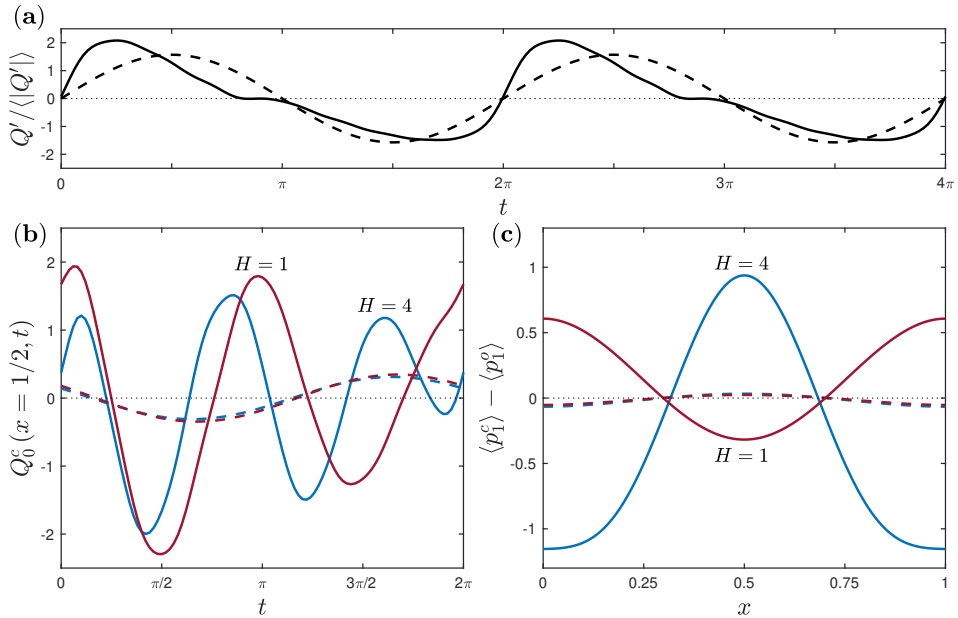 (a)
Q′/⟨|Q′|⟩
2
1
0
-1
-2
0 π 2π 3π 4π
t
(b)
Q₀ᶜ(x = 1/2, t)
2
1
0
-1
-2
H = 1
H = 4
0 π/2 π 3π/2 2π
t
(c)
⟨p₁ᶜ⟩ − ⟨p₁ᵒ⟩
1
0.5
0
-0.5
-1
H = 4
H = 1
0 0.25 0.5 0.75 1
x